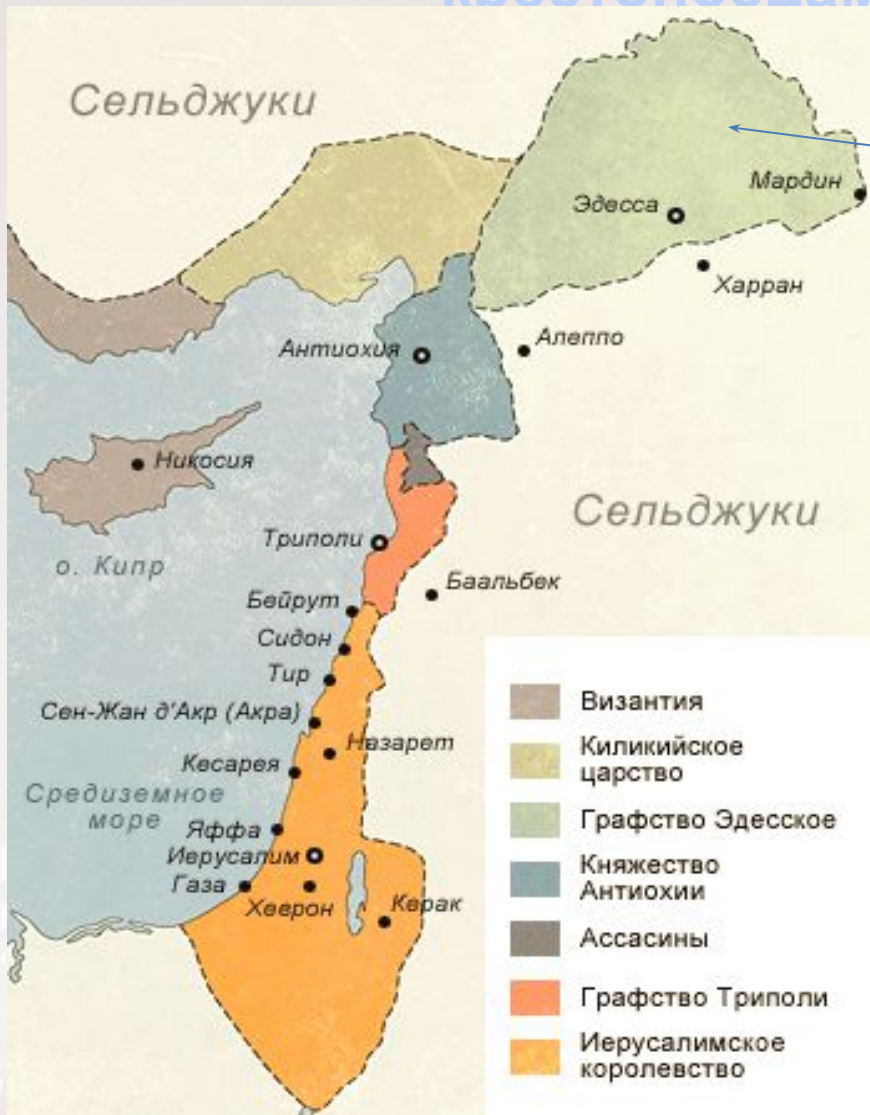 Сельджуки
Мардин
Эдесса
Харран
Антиохия
Алеппо
Никосия
Сельджуки
Триполи
о. Кипр
Баальбек
Бейрут
Сидон
Тир
Сен-Жан д'Акр (Акра)
Назарет
Кесарея
Средиземное
море
Яффа
Иерусалим
Газа
Хеврон
Керак
Византия
Киликийское
царство
Графство Эдесское
Княжество
Антиохии
Ассасины
Графство Триполи
Иерусалимское
королевство